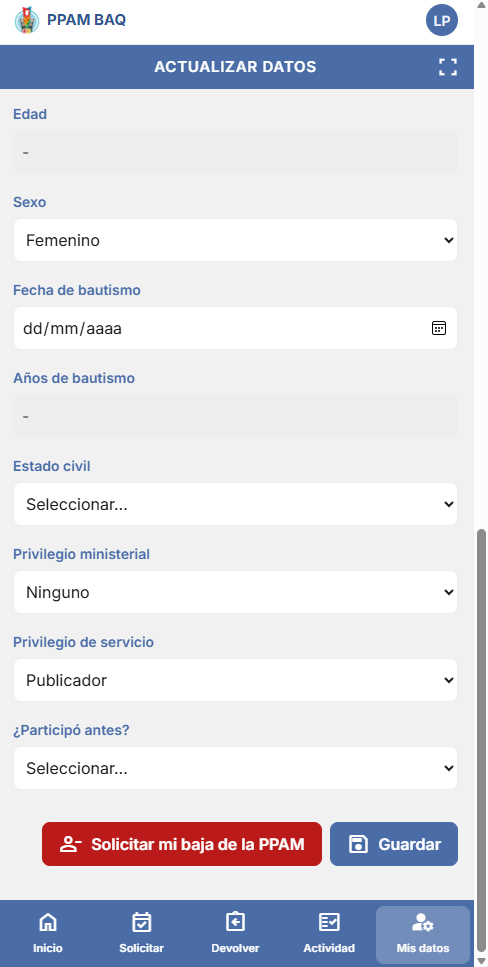 PPAM BAQ
LP
ACTUALIZAR DATOS
Edad
-
Sexo
Femenino
Fecha de bautismo
dd/mm/aaaa
Años de bautismo
-
Estado civil
Seleccionar...
Privilegio ministerial
Ninguno
Privilegio de servicio
Publicador
¿Participó antes?
Seleccionar...
Solicitar mi baja de la PPAM
Guardar
Inicio
Solicitar
Devolver
Actividad
Mis datos